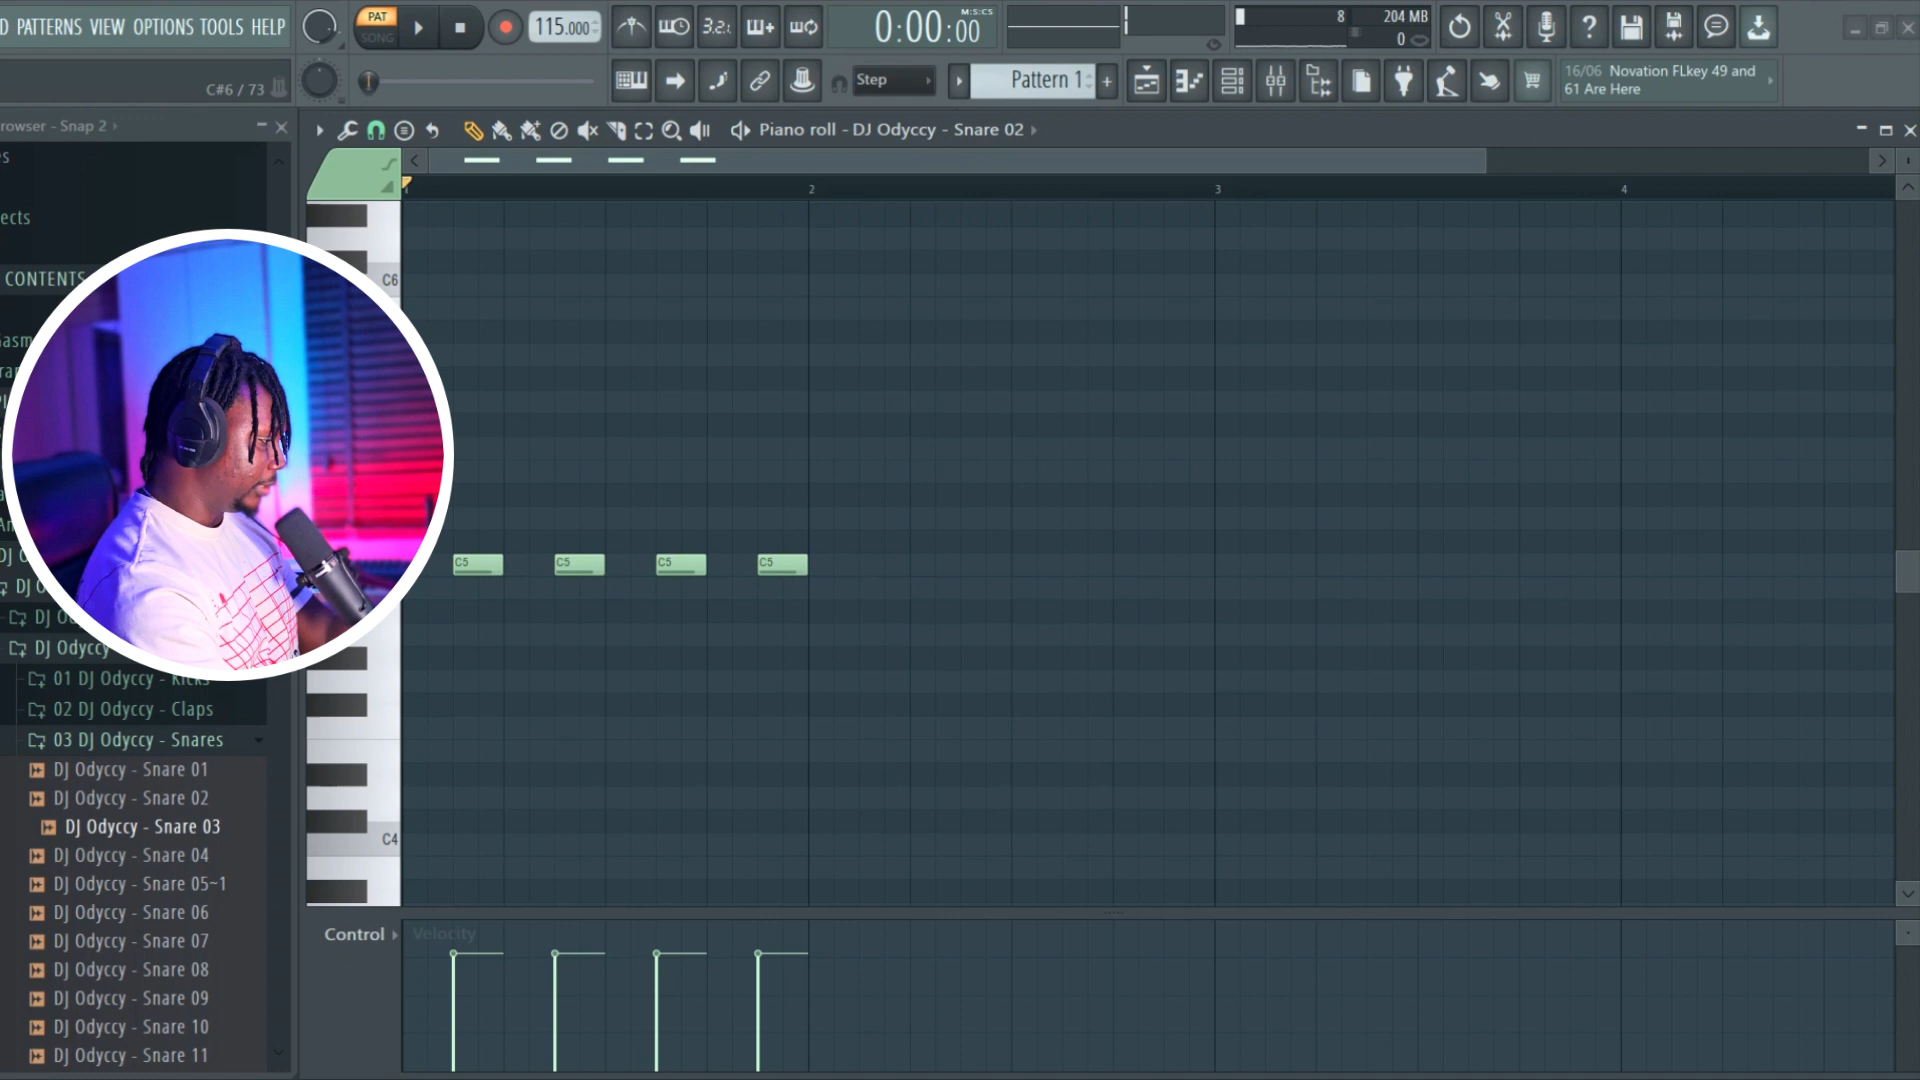 D PATTERNS VIEW OPTIONS TOOLS HELP
PAT
SONG
115.000
3.2.
0:00:00
M:S:CS
8
204 MB
0
C#6 / 73
Step
Pattern 1
16/06 Novation FLkey 49 and
61 Are Here
rowser - Snap 2
Piano roll - DJ Odyccy - Snare 02
2
3
4
es
ects
CONTENTS
C6
C5
C5
C5
C5
C4
DJ Odyccy
01 DJ Odyccy - Kicks
02 DJ Odyccy - Claps
03 DJ Odyccy - Snares
DJ Odyccy - Snare 01
DJ Odyccy - Snare 02
DJ Odyccy - Snare 03
DJ Odyccy - Snare 04
DJ Odyccy - Snare 05~1
DJ Odyccy - Snare 06
DJ Odyccy - Snare 07
DJ Odyccy - Snare 08
DJ Odyccy - Snare 09
DJ Odyccy - Snare 10
DJ Odyccy - Snare 11
Control
Velocity